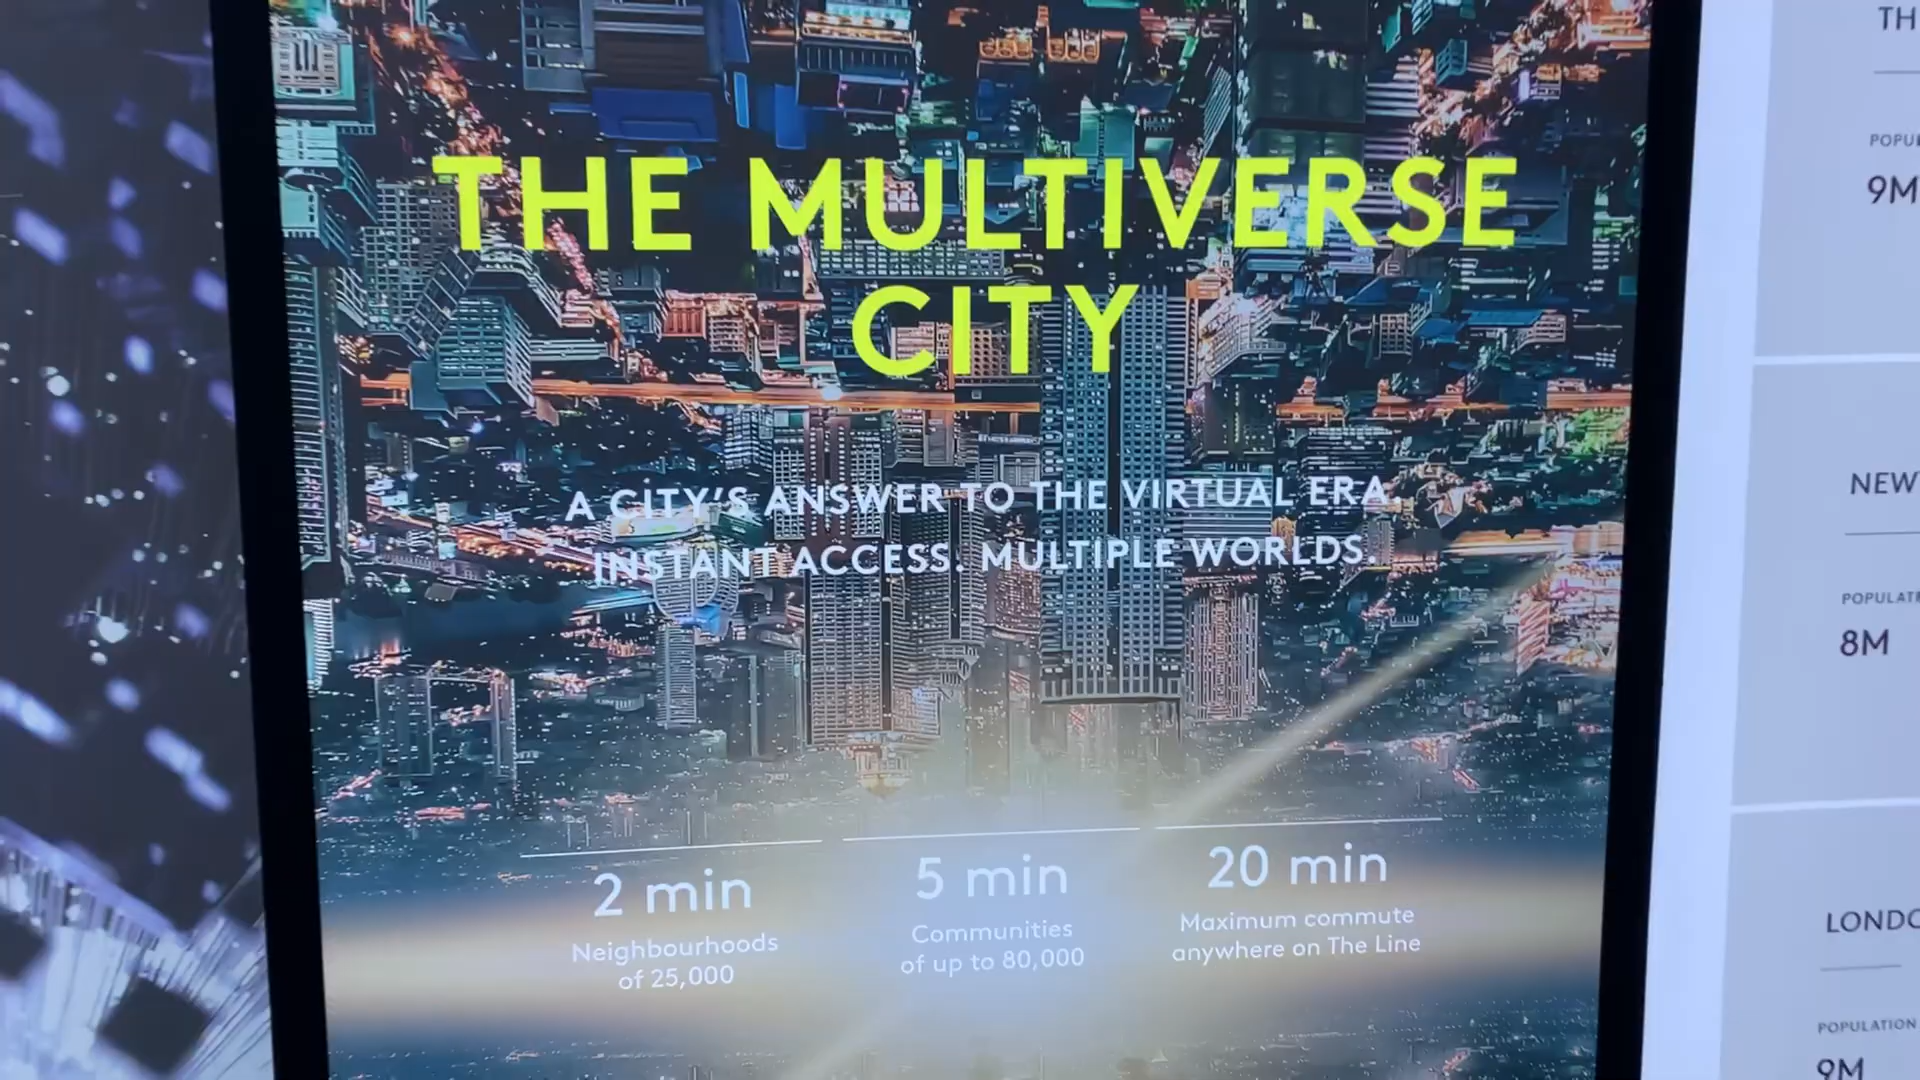 THE MULTIVERSE
CITY
A CITY'S ANSWER TO THE VIRTUAL ERA.
INSTANT ACCESS. MULTIPLE WORLDS.
2 min
Neighbourhoods
of 25,000
5 min
Communities
of up to 80,000
20 min
Maximum commute
anywhere on The Line
TH
9M
NEW
8M
LONDO
POPULATION
9M